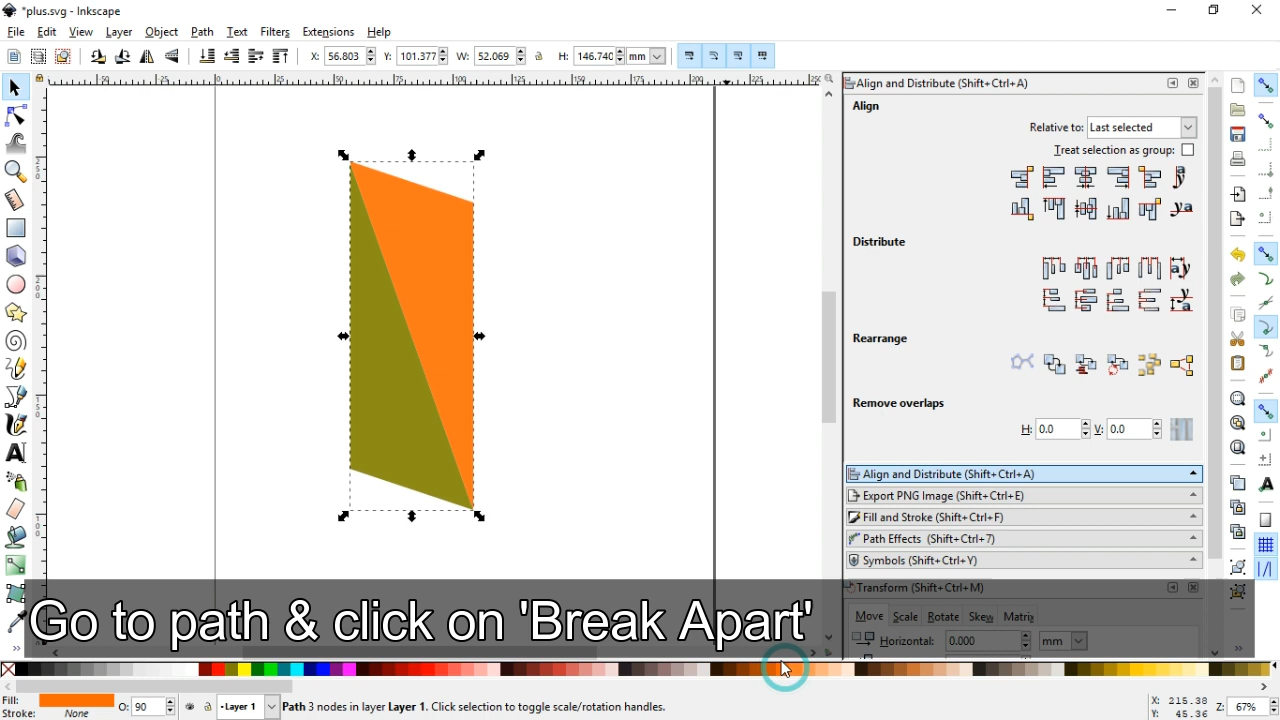 *plus.svg - Inkscape
File Edit View Layer Object Path Text Filters Extensions Help
X: 56.803 Y: 101.377 W: 52.069 H: 146.740 mm
Align and Distribute (Shift+Ctrl+A)
Align
Relative to: Last selected
Treat selection as group:
Distribute
Rearrange
Remove overlaps
H: 0.0 V: 0.0
Align and Distribute (Shift+Ctrl+A)
Export PNG Image (Shift+Ctrl+E)
Fill and Stroke (Shift+Ctrl+F)
Path Effects (Shift+Ctrl+7)
Symbols (Shift+Ctrl+Y)
Transform (Shift+Ctrl+M)
Move Scale Rotate Skew Matrix
Horizontal: 0.000 mm
Go to path & click on 'Break Apart'
Fill:
Stroke: None
O: 90
Layer 1
Path 3 nodes in layer Layer 1. Click selection to toggle scale/rotation handles.
X: 215.38
Y: 45.36
Z: 67%